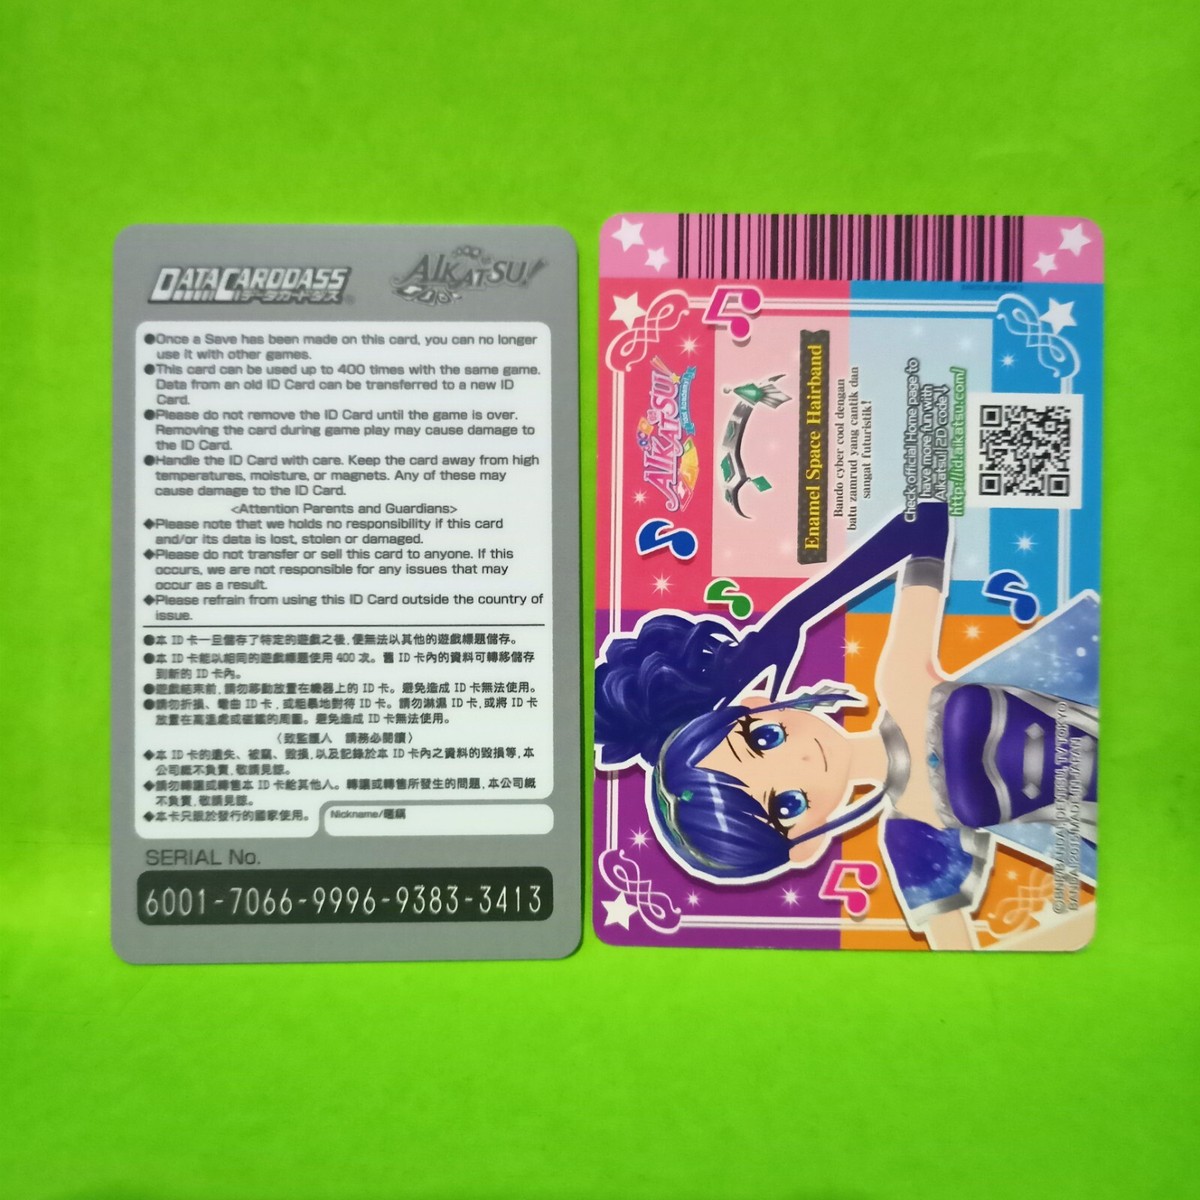 DATA CARDDASS
データカードダス
AIKATSU!
●Once a Save has been made on this card, you can no longer
use it with other games.
●This card can be used up to 400 times with the same game.
Data from an old ID Card can be transferred to a new ID
Card.
●Please do not remove the ID Card until the game is over.
Removing the card during game play may cause damage to
the ID Card.
●Handle the ID Card with care. Keep the card away from high
temperatures, moisture, or magnets. Any of these may
cause damage to the ID Card.
<Attention Parents and Guardians>
◆Please note that we holds no responsibility if this card
and/or its data is lost, stolen or damaged.
◆Please do not transfer or sell this card to anyone. If this
occurs, we are not responsible for any issues that may
occur as a result.
◆Please refrain from using this ID Card outside the country of
issue.
●本 ID 卡一旦儲存了特定的遊戲之後，便無法以其他的遊戲標題儲存。
●本 ID 卡能以相同的遊戲標題使用 400 次。舊 ID 卡內的資料可轉移儲存
到新的 ID 卡內。
●遊戲結束前，請勿移動放置在機器上的 ID 卡。避免造成 ID 卡無法使用。
●請勿折損、彎曲 ID 卡，或粗暴地對待 ID 卡。請勿淋濕 ID 卡，或將 ID 卡
放置在高溫處或磁鐵的周圍。避免造成 ID 卡無法使用。
〈致監護人　請務必閱讀〉
◆本 ID 卡的遺失、被竊、毀損，以及記錄於本 ID 卡內之資料的毀損等，本
公司概不負責，敬請見諒。
◆請勿轉讓或轉售本 ID 卡給其他人。轉讓或轉售所發生的問題，本公司概
不負責，敬請見諒。
◆本卡只限於發行的國家使用。
Nickname/暱稱
SERIAL No.
6001-7066-9996-9383-3413
AIKATSU!
Idol Academy
Enamel Space Hairband
Bando cyber cool dengan
batu zamrud yang cantik dan
sangat futuristik!
Check official Home page to
have more fun with
Aikatsu! 2D code↓
http://id.aikatsu.com/
BANDAI 2015 MADE IN JAPAN